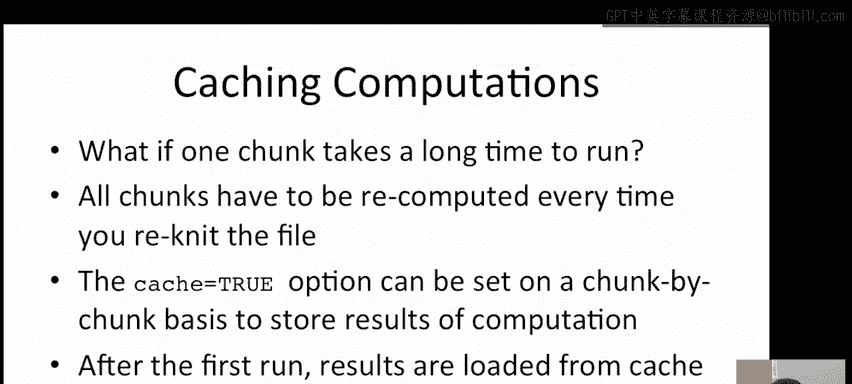 GPT中英字幕课程资源@bilibili.com
Caching Computations
• What if one chunk takes a long time to run?
• All chunks have to be re-computed every time
you re-knit the file
• The cache=TRUE option can be set on a chunk-by-
chunk basis to store results of computation
• After the first run, results are loaded from cache